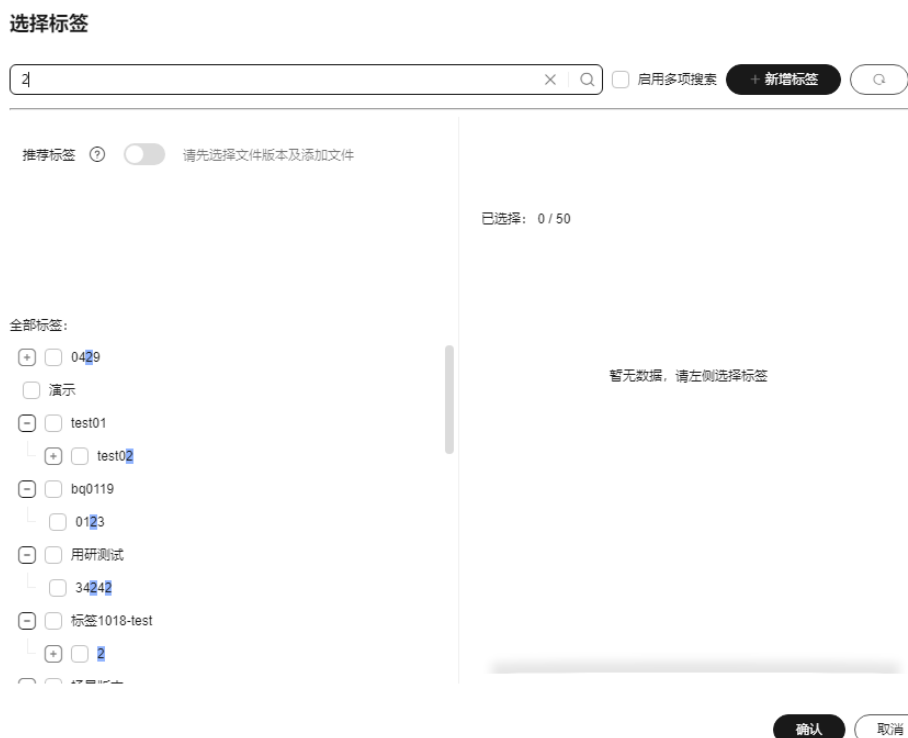 选择标签
2 启用多项搜索 + 新增标签
推荐标签 ? 请先选择文件版本及添加文件
已选择： 0 / 50
全部标签：
0429
暂无数据，请左侧选择标签
演示
test01
test02
bq0119
0123
用研测试
34242
标签1018-test
2
确认 取消